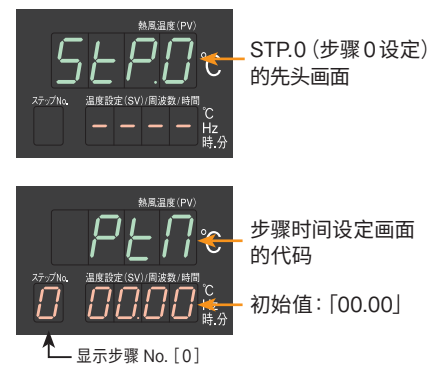 熱風温度(PV)
StP.0 ℃
STP.0（步骤０设定）
的先头画面
ステップNo. 温度設定(SV)/周波数/時間
---- ℃
Hz
時.分
熱風温度(PV)
PtM ℃
步骤时间设定画面
的代码
ステップNo. 温度設定(SV)/周波数/時間
0 00.00 ℃
Hz
時.分
初始值：｢00.00｣
显示步骤 No.［0］